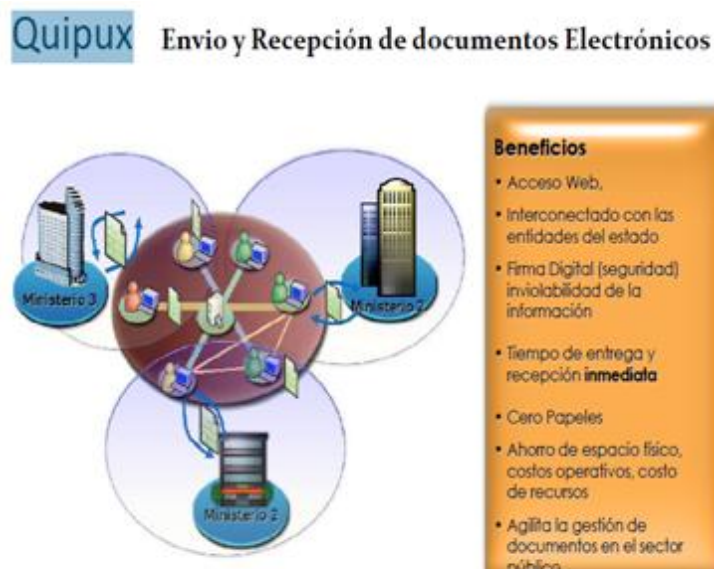 Quipux
Envio y Recepción de documentos Electrónicos
Ministerio 3
Ministerio 2
Ministerio 2
Beneficios
• Acceso Web,
• Interconectado con las
entidades del estado
• Firma Digital (seguridad)
inviolabilidad de la
información
• Tiempo de entrega y
recepción inmediata
• Cero Papeles
• Ahorro de espacio físico,
costos operativos, costo
de recursos
• Agilita la gestión de
documentos en el sector
público